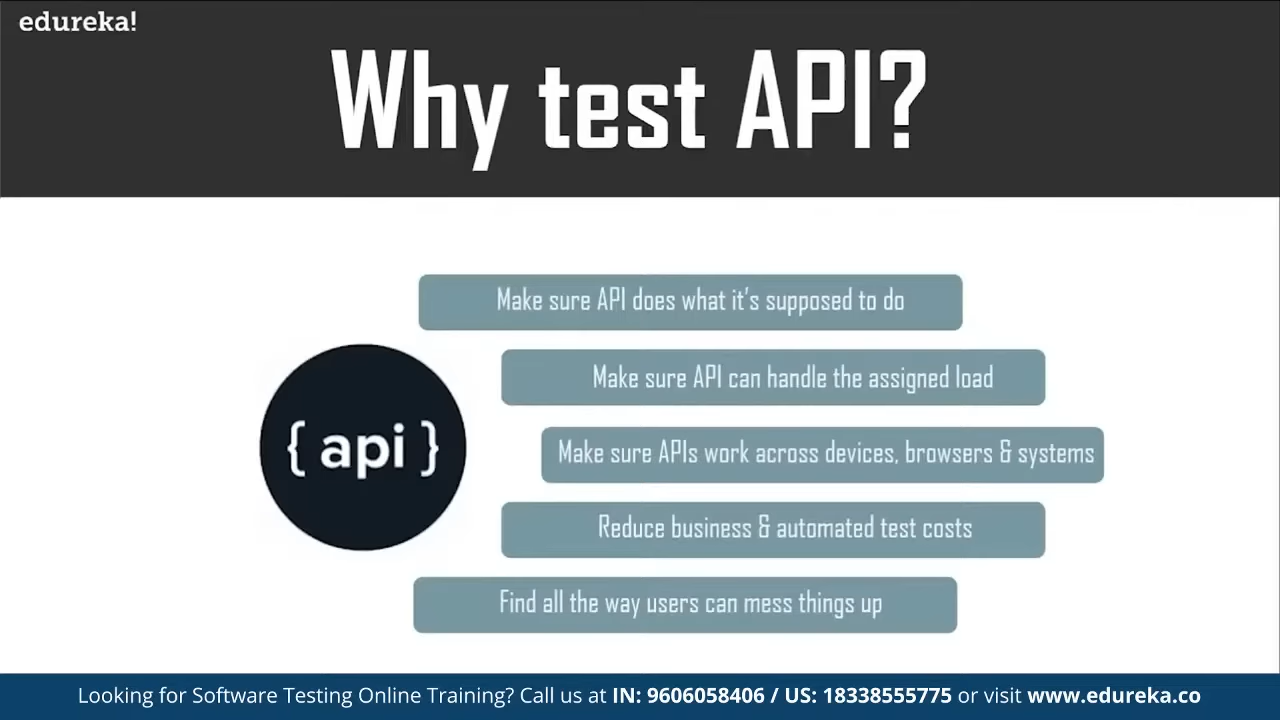 edureka!
Why test API?
Make sure API does what it's supposed to do
Make sure API can handle the assigned load
{ api }
Make sure APIs work across devices, browsers & systems
Reduce business & automated test costs
Find all the way users can mess things up
Looking for Software Testing Online Training? Call us at IN: 9606058406 / US: 18338555775 or visit www.edureka.co